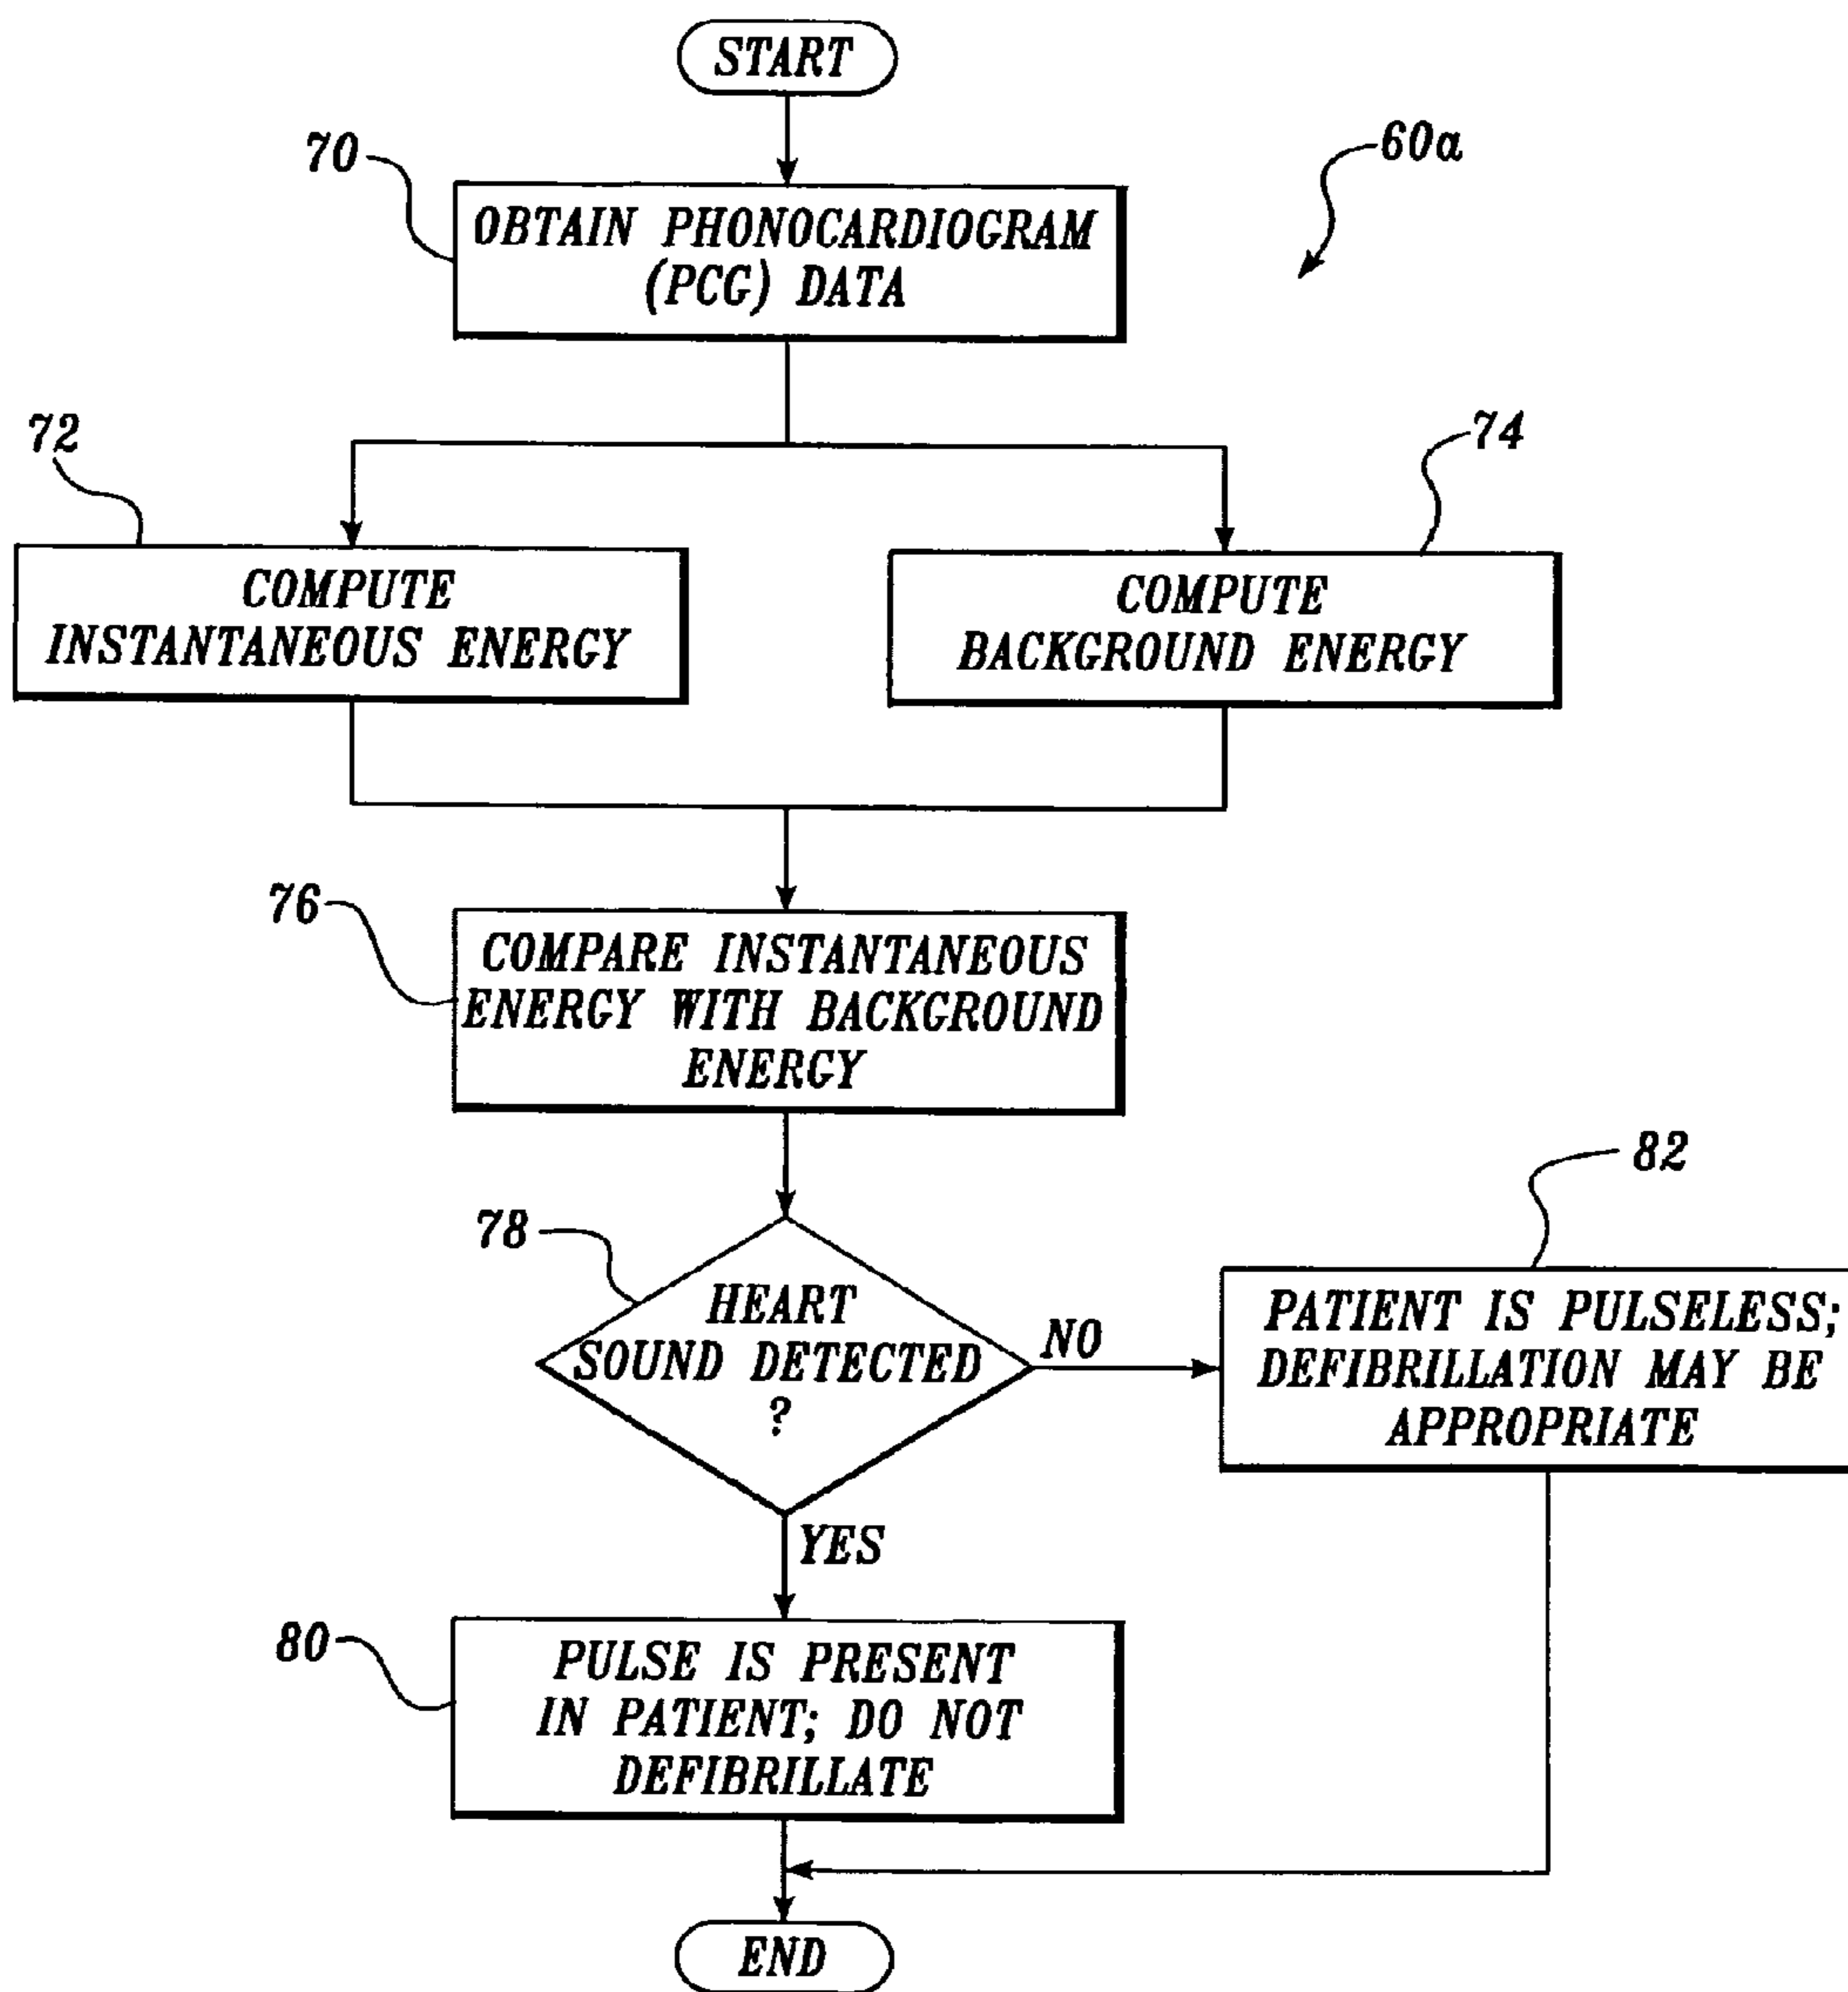 START
70
60a
OBTAIN PHONOCARDIOGRAM
(PCG) DATA
72
74
COMPUTE
INSTANTANEOUS ENERGY
COMPUTE
BACKGROUND ENERGY
76
COMPARE INSTANTANEOUS
ENERGY WITH BACKGROUND
ENERGY
78
HEART
SOUND DETECTED
?
NO
82
PATIENT IS PULSELESS;
DEFIBRILLATION MAY BE
APPROPRIATE
YES
80
PULSE IS PRESENT
IN PATIENT; DO NOT
DEFIBRILLATE
END